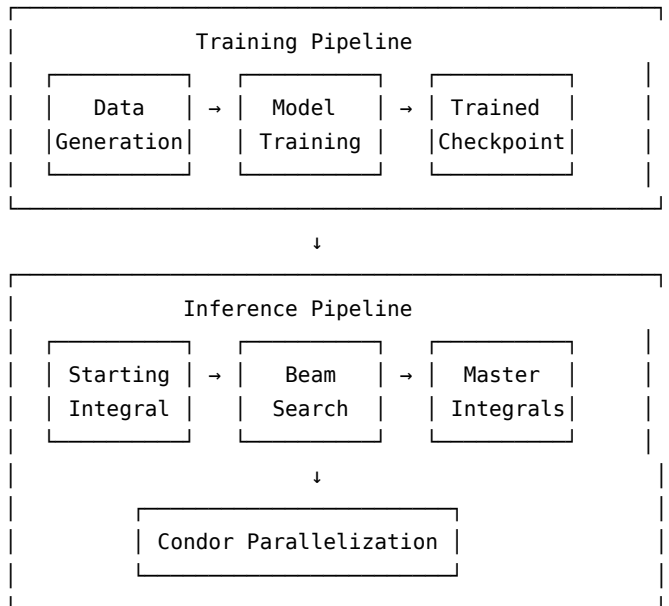 Training Pipeline
Data → Model → Trained
Generation Training Checkpoint
↓
Inference Pipeline
Starting → Beam → Master
Integral Search Integrals
↓
Condor Parallelization